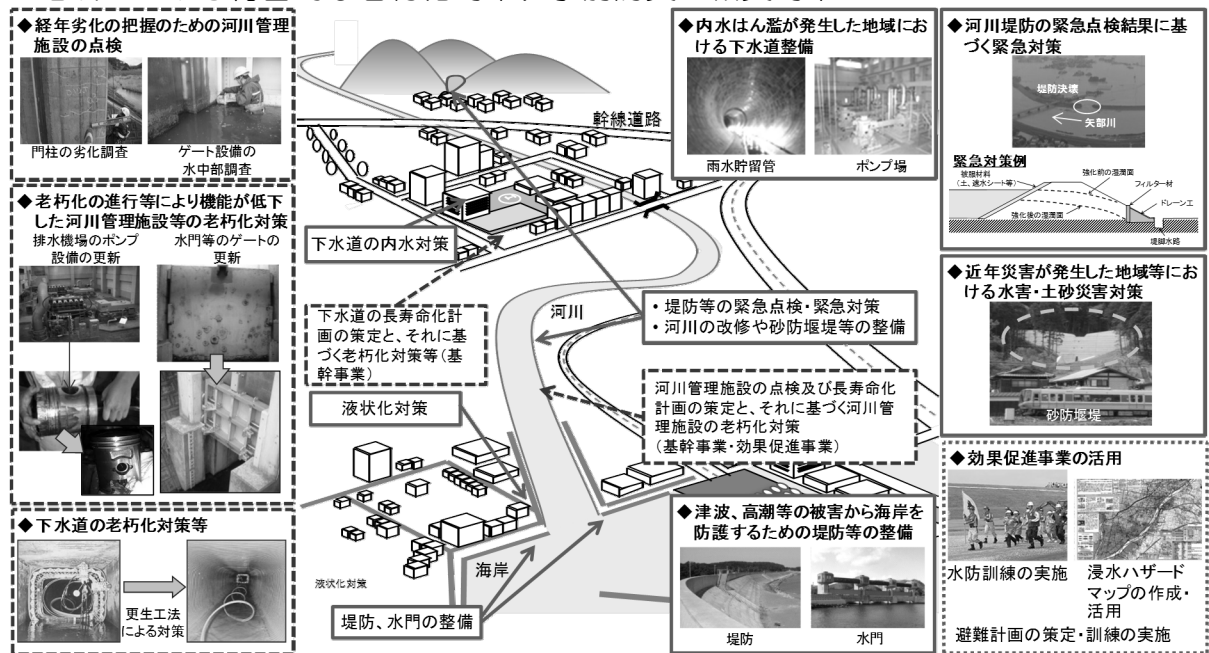 ◆経年劣化の把握のための河川管理
施設の点検
門柱の劣化調査
ゲート設備の
水中部調査
◆老朽化の進行等により機能が低下
した河川管理施設等の老朽化対策
排水機場のポンプ
設備の更新
水門等のゲートの
更新
◆下水道の老朽化対策等
更生工法
による対策
幹線道路
下水道の内水対策
下水道の長寿命化計
画の策定と、それに基
づく老朽化対策等(基
幹事業)
河川
・堤防等の緊急点検・緊急対策
・河川の改修や砂防堰堤等の整備
液状化対策
河川管理施設の点検及び長寿命化
計画の策定と、それに基づく河川管
理施設の老朽化対策
(基幹事業・効果促進事業)
海岸
液状化対策
堤防、水門の整備
◆内水はん濫が発生した地域にお
ける下水道整備
雨水貯留管
ポンプ場
◆津波、高潮等の被害から海岸を
防護するための堤防等の整備
堤防
水門
◆河川堤防の緊急点検結果に基
づく緊急対策
堤防決壊
矢部川
緊急対策例
被覆材料
(土、遮水シート等)
強化前の湿潤面
フィルター材
ドレーン工
強化後の湿潤面
堤脚水路
◆近年災害が発生した地域等にお
ける水害・土砂災害対策
砂防堰堤
◆効果促進事業の活用
水防訓練の実施
浸水ハザード
マップの作成・
活用
避難計画の策定・訓練の実施